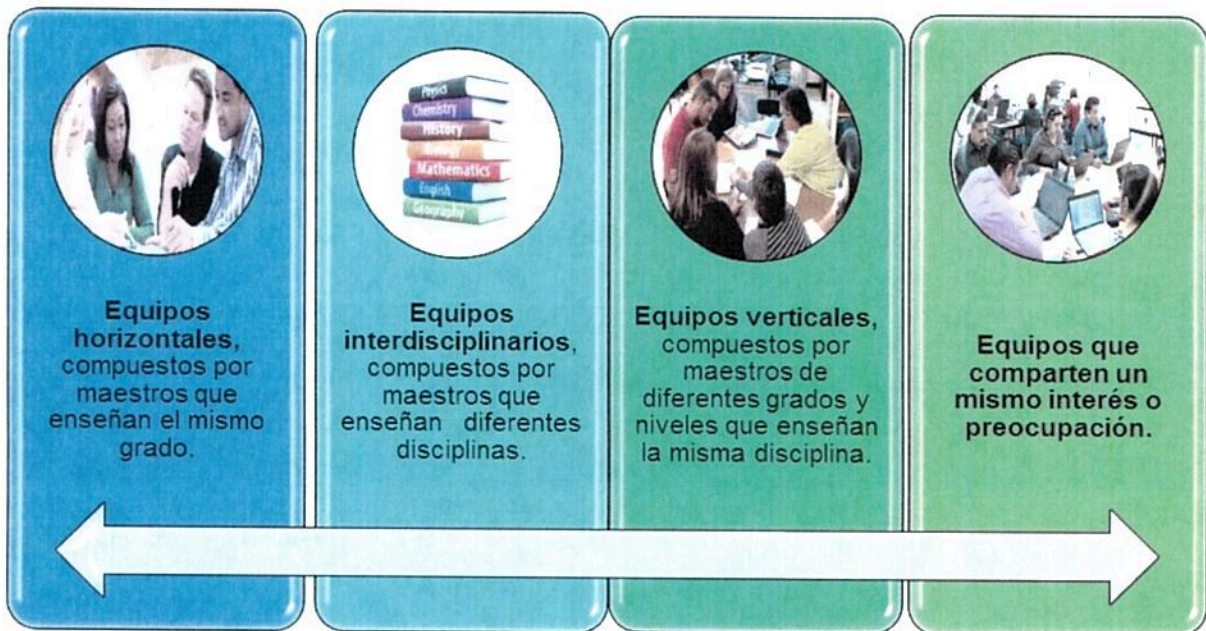 Equipos
horizontales,
compuestos por
maestros que
enseñan el mismo
grado.
Physics
Chemistry
History
Mathematics
English
Geography
Equipos
interdisciplinarios,
compuestos por
maestros que
enseñan diferentes
disciplinas.
Equipos verticales,
compuestos por
maestros de
diferentes grados y
niveles que enseñan
la misma disciplina.
Equipos que
comparten un
mismo interés o
preocupación.